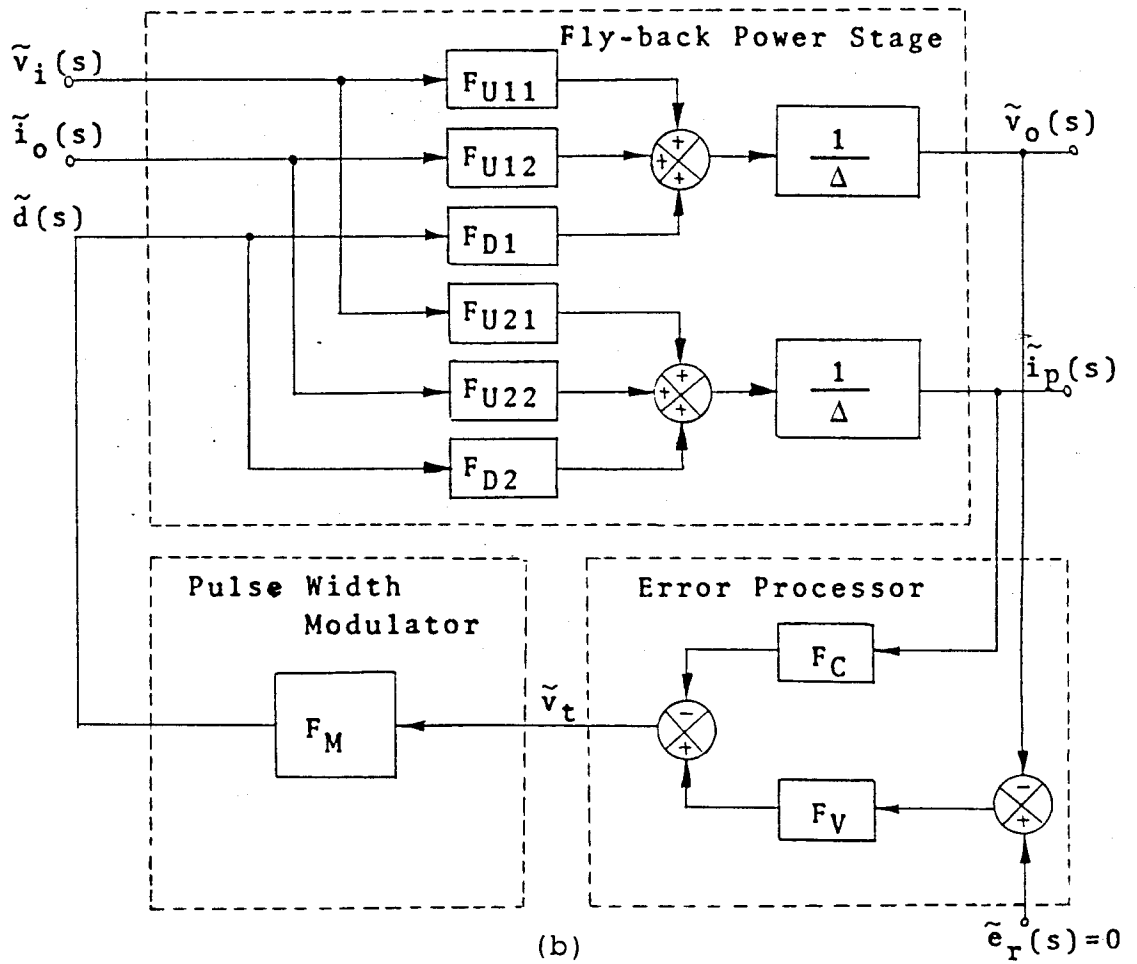 Fly-back Power Stage
ṽi(s)
FU11
ĩo(s)
FU12
1/Δ
ṽo(s)
+ + +
d̃(s)
FD1
FU21
FU22
1/Δ
ĩp(s)
+ + +
FD2
Pulse Width
Modulator
FM
ṽt
Error Processor
FC
-
+
FV
-
+
ẽr(s)=0
(b)